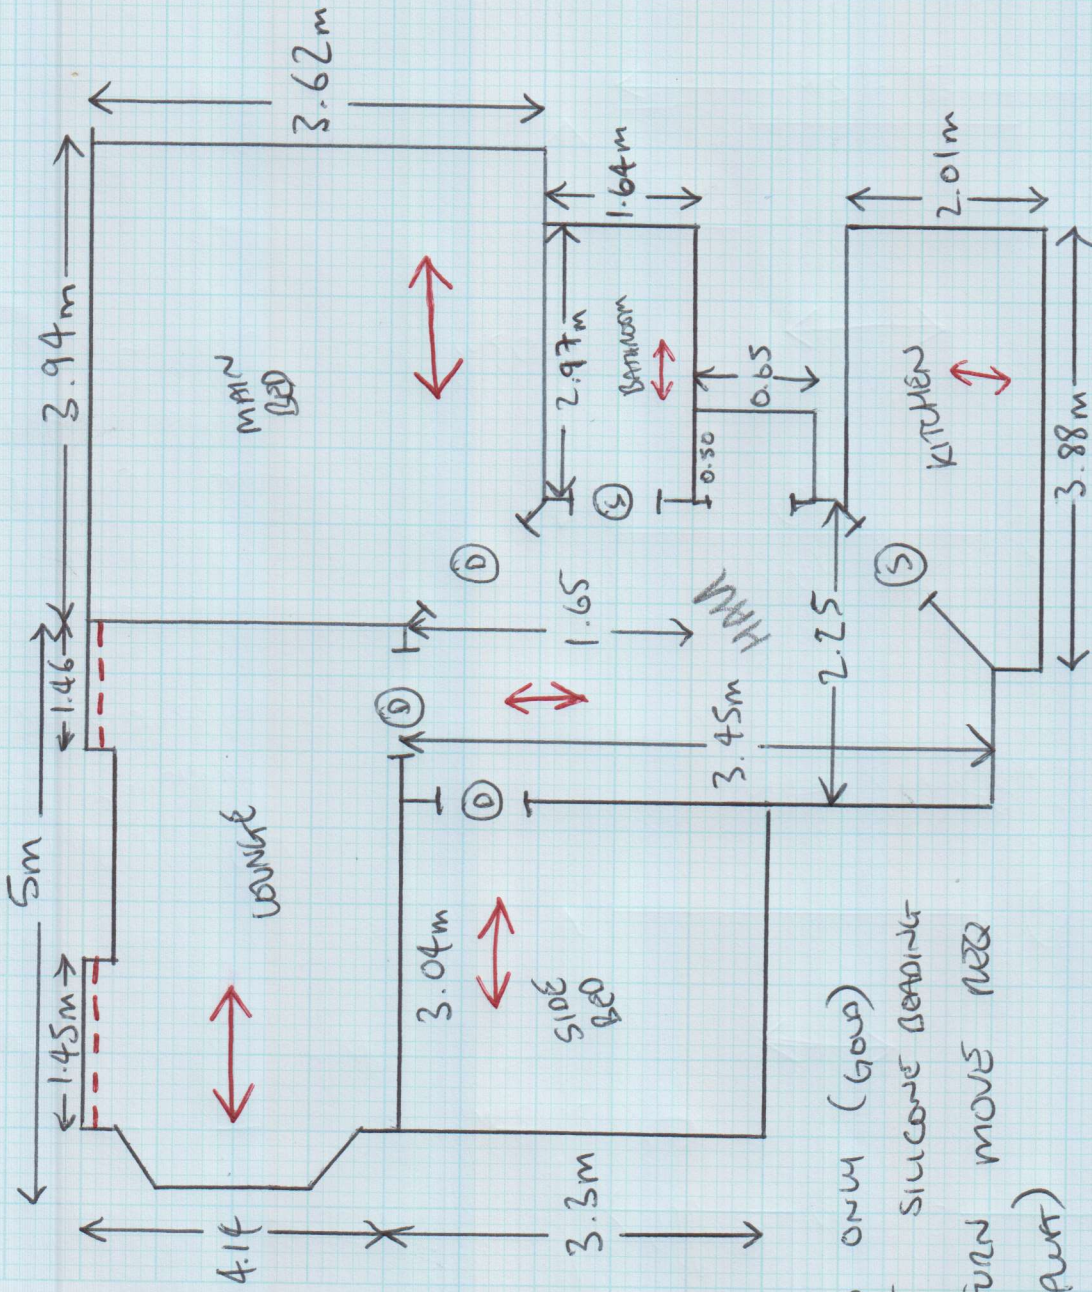 5m
1.45m
1.46
3.94m
3.62m
4.14
LOUNGE
MAIN
BED
D
D
D
S
S
3.04m
SIDE
BED
3.3m
1.65
2.97m
BATHROOM
1.64m
0.50
0.65
HALL
3.45m
2.25
KITCHEN
2.01m
3.88m
ONLY (GOLD)
SILICONE BEADING
FURN MOVE REQ